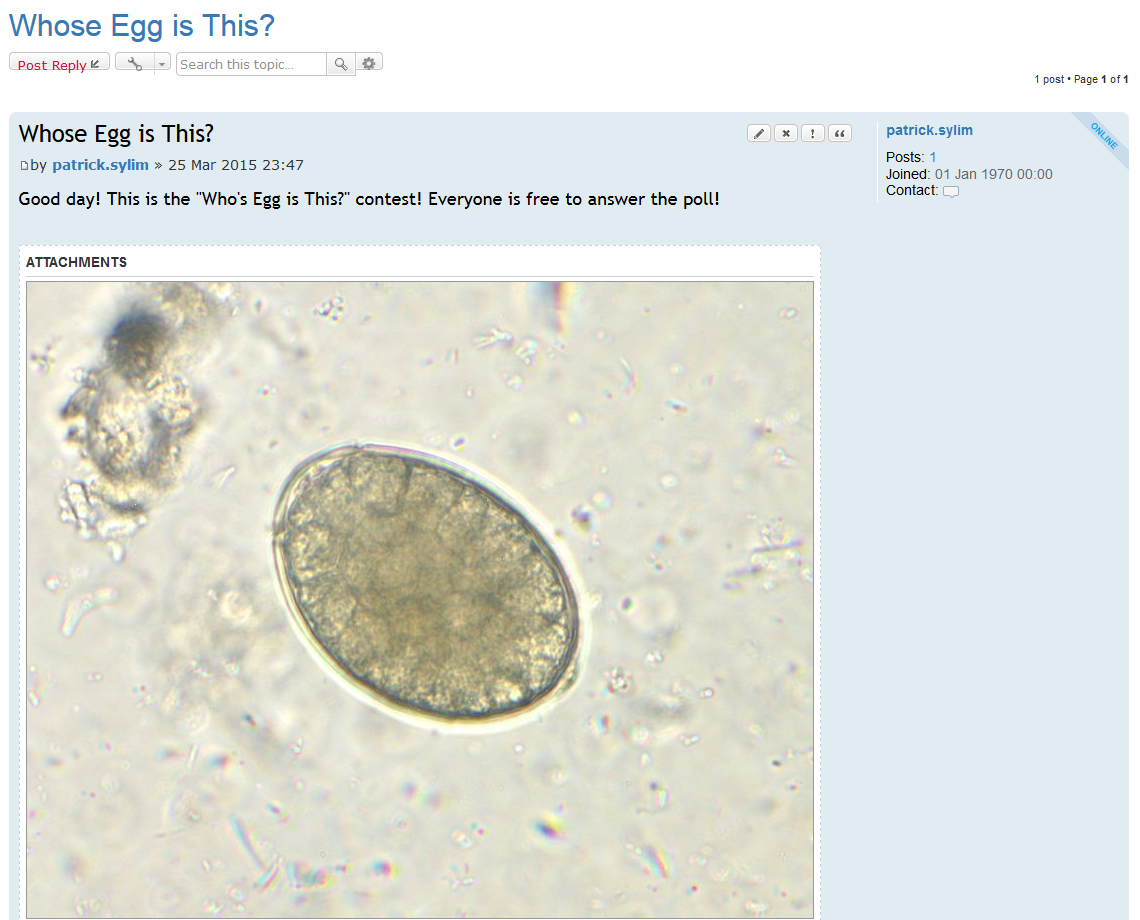 Whose Egg is This?
Post Reply
Search this topic…
1 post • Page 1 of 1
Whose Egg is This?
by patrick.sylim » 25 Mar 2015 23:47
Good day! This is the "Who's Egg is This?" contest! Everyone is free to answer the poll!
patrick.sylim
Posts: 1
Joined: 01 Jan 1970 00:00
Contact:
ONLINE
ATTACHMENTS